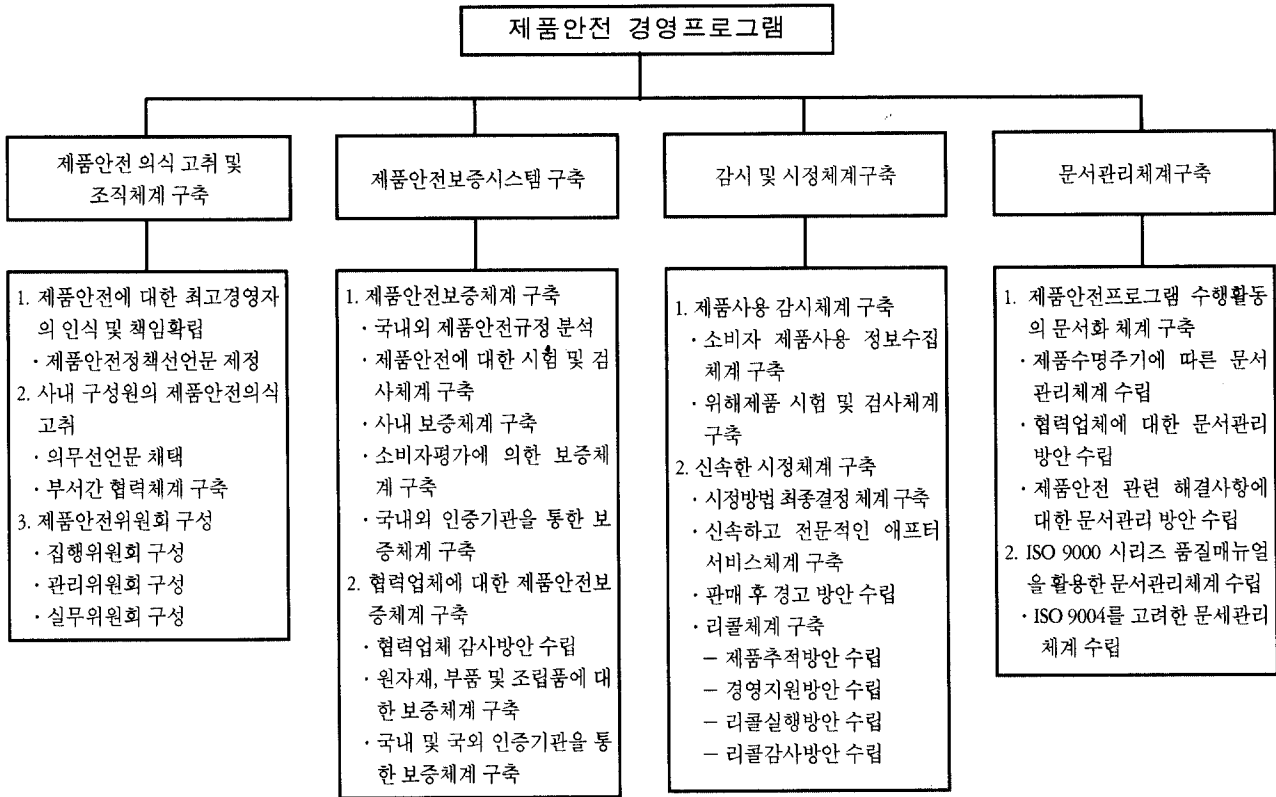 제품안전 경영프로그램
제품안전 의식 고취 및
조직체계 구축
제품안전보증시스템 구축
감시 및 시정체계구축
문서관리체계구축
1. 제품안전에 대한 최고경영자
의 인식 및 책임확립
· 제품안전정책선언문 제정
2. 사내 구성원의 제품안전의식
고취
· 의무선언문 채택
· 부서간 협력체계 구축
3. 제품안전위원회 구성
· 집행위원회 구성
· 관리위원회 구성
· 실무위원회 구성
1. 제품안전보증체계 구축
· 국내외 제품안전규정 분석
· 제품안전에 대한 시험 및 검
사체계 구축
· 사내 보증체계 구축
· 소비자평가에 의한 보증체
계 구축
· 국내외 인증기관을 통한 보
증체계 구축
2. 협력업체에 대한 제품안전보
증체계 구축
· 협력업체 감사방안 수립
· 원자재, 부품 및 조립품에 대
한 보증체계 구축
· 국내 및 국외 인증기관을 통
한 보증체계 구축
1. 제품사용 감시체계 구축
· 소비자 제품사용 정보수집
체계 구축
· 위해제품 시험 및 검사체계
구축
2. 신속한 시정체계 구축
· 시정방법 최종결정 체계구축
· 신속하고 전문적인 애프터
서비스체계 구축
· 판매 후 경고 방안 수립
· 리콜체계 구축
– 제품추적방안 수립
– 경영지원방안 수립
– 리콜실행방안 수립
– 리콜감사방안 수립
1. 제품안전프로그램 수행활동
의 문서화 체계 구축
· 제품수명주기에 따른 문서
관리체계 수립
· 협력업체에 대한 문서관리
방안 수립
· 제품안전 관련 해결사항에
대한 문서관리 방안 수립
2. ISO 9000 시리즈 품질매뉴얼
을 활용한 문서관리체계 수립
· ISO 9004를 고려한 문세관리
체계 수립